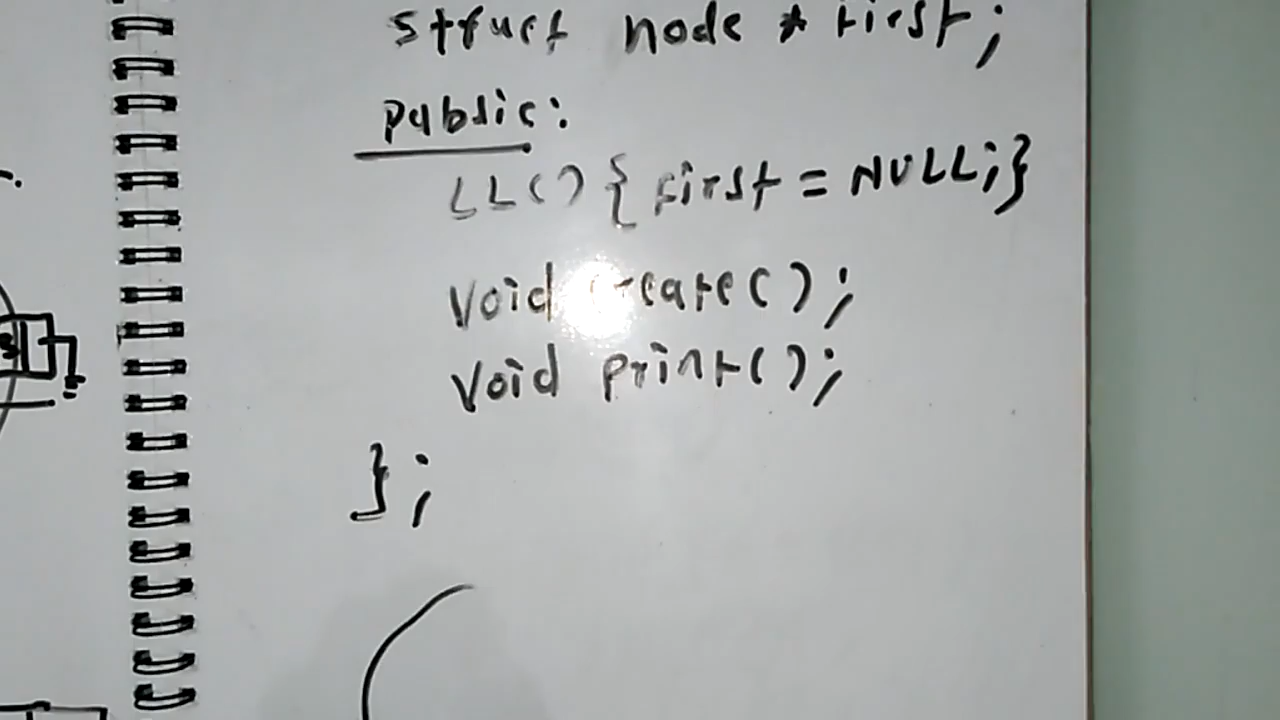 struct node * first;
public:
LL(){first = NULL;}
void create();
void print();
};